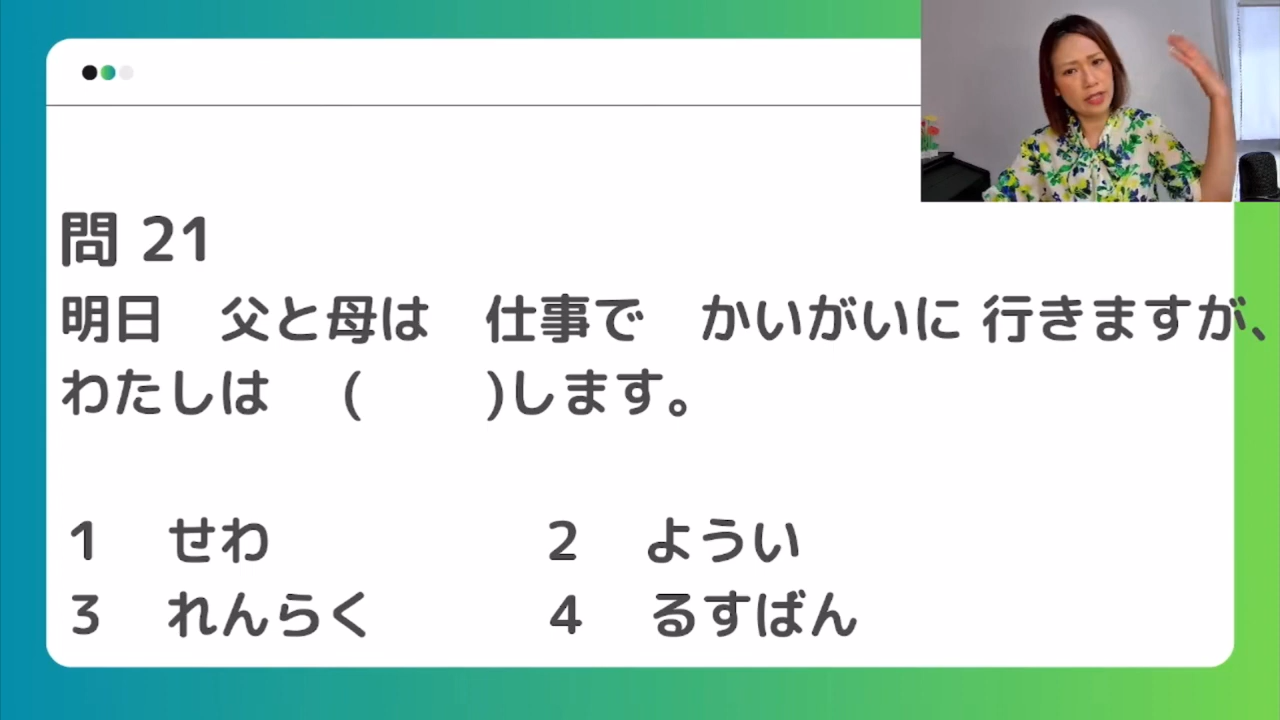 問 21
明日　父と母は　仕事で　かいがいに 行きますが、
わたしは　(　　)します。
1　せわ　2　ようい
3　れんらく　4　るすばん